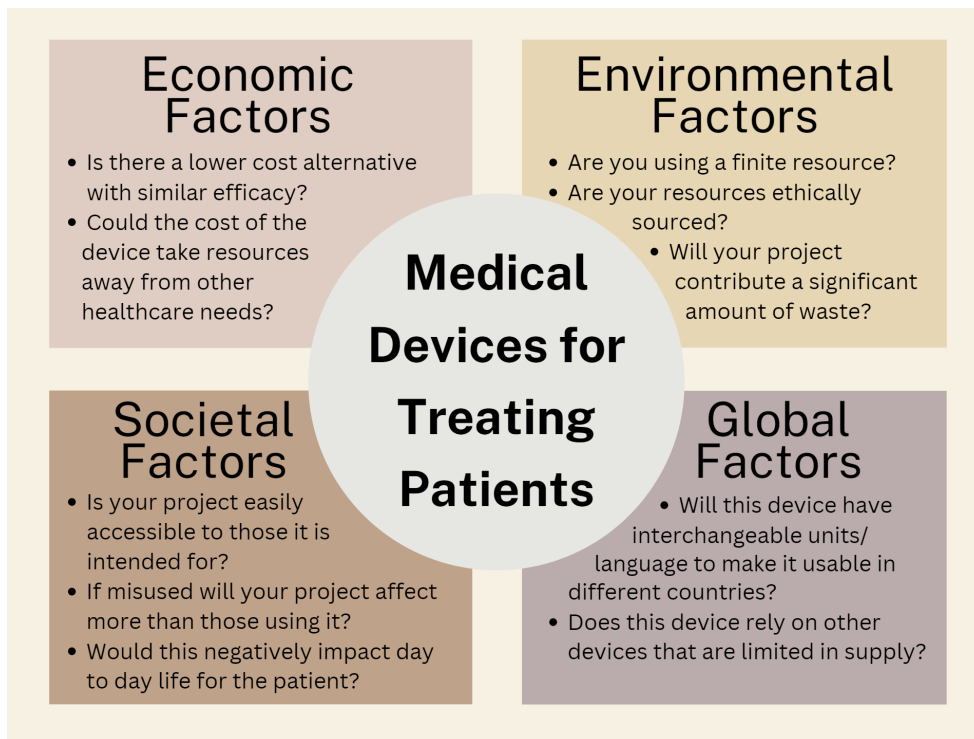 Economic
Factors
• Is there a lower cost alternative
with similar efficacy?
• Could the cost of the
device take resources
away from other
healthcare needs?
Environmental
Factors
• Are you using a finite resource?
• Are your resources ethically
sourced?
• Will your project
contribute a significant
amount of waste?
Medical
Devices for
Treating
Patients
Societal
Factors
• Is your project easily
accessible to those it is
intended for?
• If misused will your project affect
more than those using it?
• Would this negatively impact day
to day life for the patient?
Global
Factors
• Will this device have
interchangeable units/
language to make it usable in
different countries?
• Does this device rely on other
devices that are limited in supply?